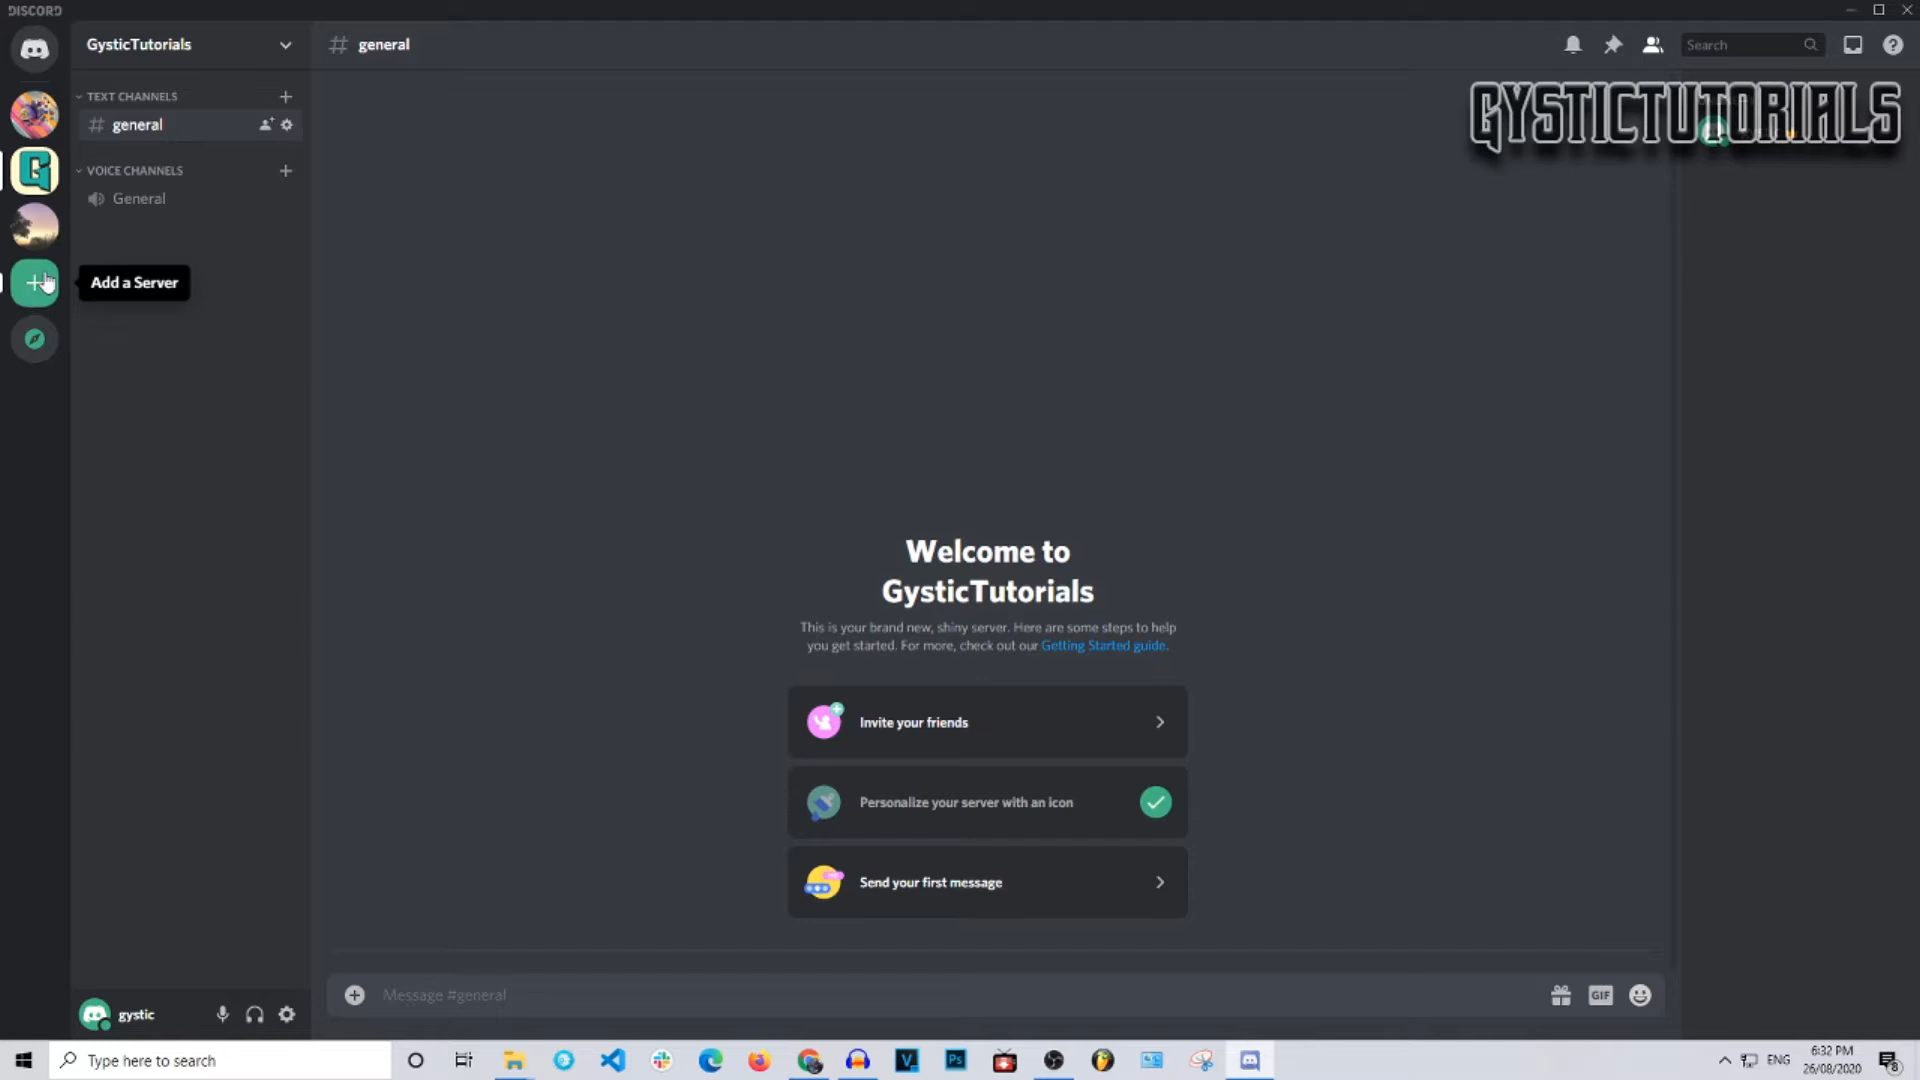 DISCORD
GysticTutorials
general
Search
GYSTICTUTORIALS
TEXT CHANNELS
general
VOICE CHANNELS
General
Add a Server
Welcome to
GysticTutorials
This is your brand new, shiny server. Here are some steps to help
you get started. For more, check out our Getting Started guide.
Invite your friends
Personalize your server with an icon
Send your first message
Message #general
GIF
gystic
Type here to search
V
Ps
ENG
6:32 PM
26/08/2020
8